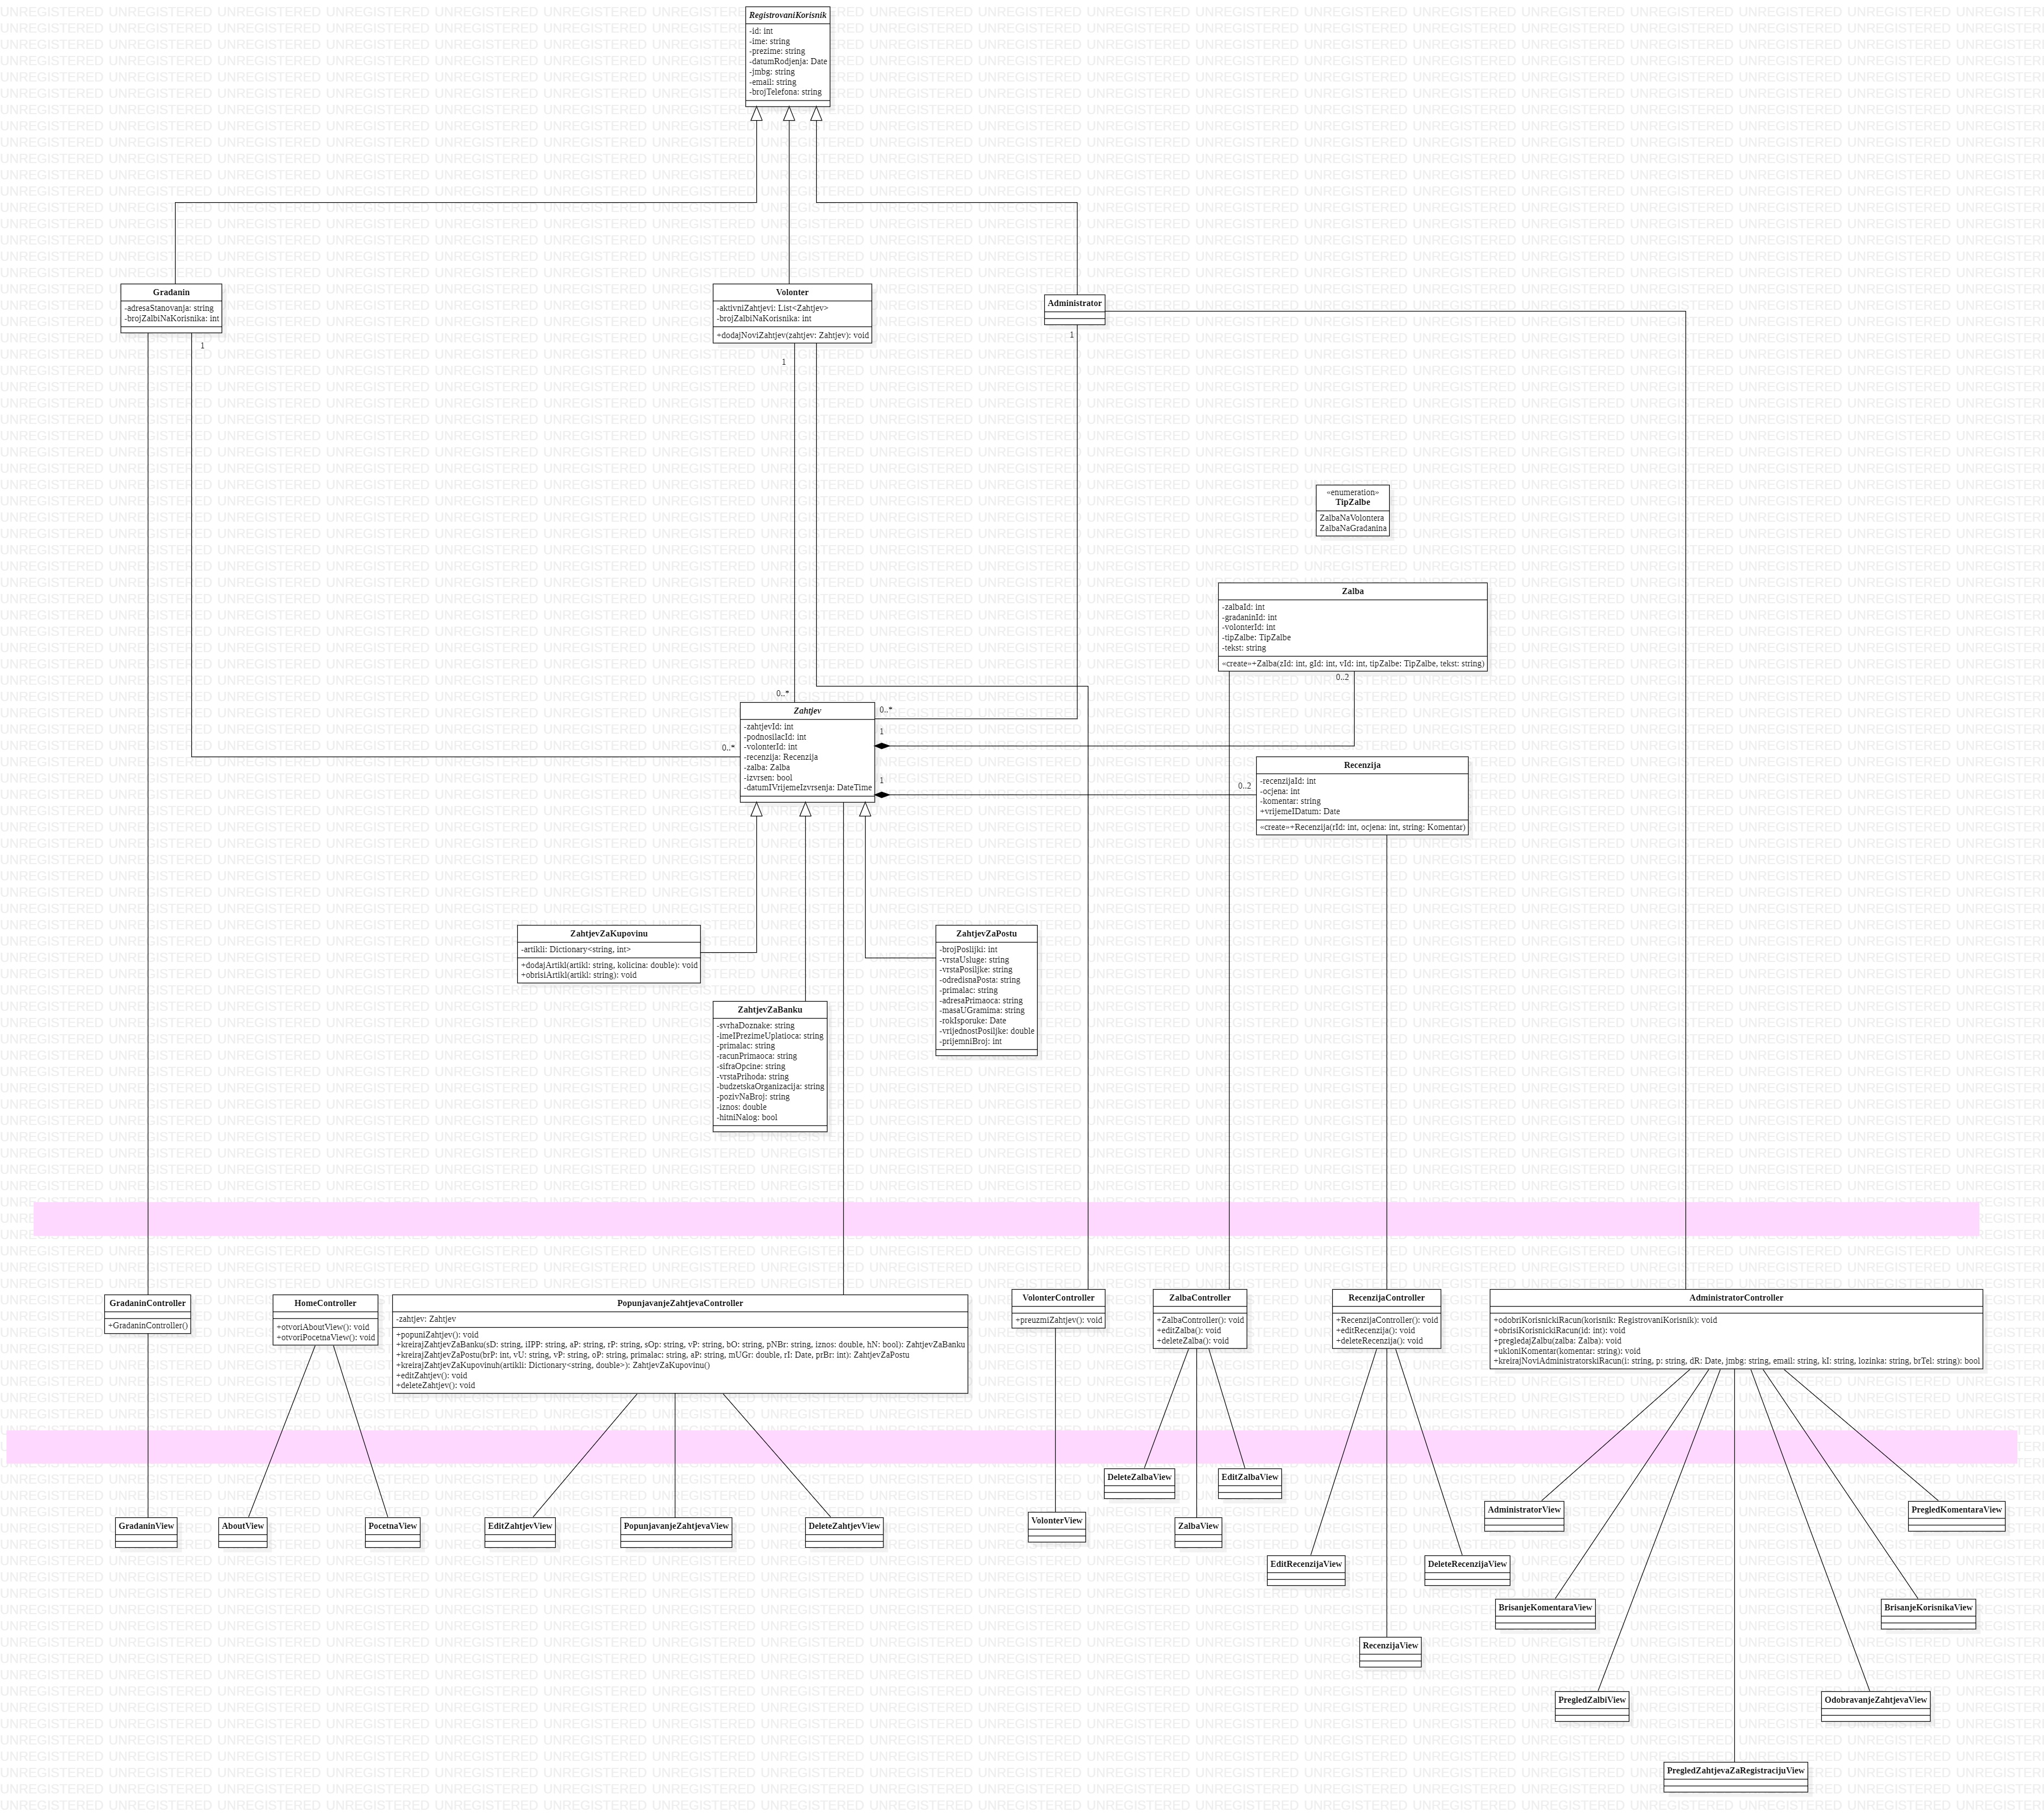 RegistrovaniKorisnik
-id: int
-ime: string
-prezime: string
-datumRodjenja: Date
-jmbg: string
-email: string
-brojTelefona: string
Gradanin
-adresaStanovanja: string
-brojZalbiNaKorisnika: int
1
Volonter
-aktivniZahtjevi: List<Zahtjev>
-brojZalbiNaKorisnika: int
+dodajNoviZahtjev(zahtjev: Zahtjev): void
1
Administrator
1
«enumeration»
TipZalbe
ZalbaNaVolontera
ZalbaNaGradanina
Zalba
-zalbaId: int
-gradaninId: int
-volonterId: int
-tipZalbe: TipZalbe
-tekst: string
«create»+Zalba(zId: int, gId: int, vId: int, tipZalbe: TipZalbe, tekst: string)
0..2
0..*
0..*
0..*
1
1
Zahtjev
-zahtjevId: int
-podnosilacId: int
-volonterId: int
-recenzija: Recenzija
-zalba: Zalba
-izvrsen: bool
-datumIVrijemeIzvrsenja: DateTime
0..2
Recenzija
-recenzijaId: int
-ocjena: int
-komentar: string
+vrijemeIDatum: Date
«create»+Recenzija(rId: int, ocjena: int, string: Komentar)
ZahtjevZaKupovinu
-artikli: Dictionary<string, int>
+dodajArtikl(artikl: string, kolicina: double): void
+obrisiArtikl(artikl: string): void
ZahtjevZaBanku
-svrhaDoznake: string
-imeIPrezimeUplatioca: string
-primalac: string
-racunPrimaoca: string
-sifraOpcine: string
-vrstaPrihoda: string
-budzetskaOrganizacija: string
-pozivNaBroj: string
-iznos: double
-hitniNalog: bool
ZahtjevZaPostu
-brojPosljki: int
-vrstaUsluge: string
-vrstaPosiljke: string
-odredisnaPosta: string
-primalac: string
-adresaPrimaoca: string
-masaUGramima: string
-rokIsporuke: Date
-vrijednostPosiljke: double
-prijemniBroj: int
GradaninController
+GradaninController()
HomeController
+otvoriAboutView(): void
+otvoriPocetnaView(): void
PopunjavanjeZahtjevaController
-zahtjev: Zahtjev
+popuniZahtjev(): void
+kreirajZahtjevZaBanku(sD: string, iIPP: string, aP: string, rP: string, sOp: string, vP: string, bO: string, pNBr: string, iznos: double, hN: bool): ZahtjevZaBanku
+kreirajZahtjevZaPostu(brP: int, vU: string, vP: string, oP: string, primalac: string, aP: string, mUGr: double, rI: Date, prBr: int): ZahtjevZaPostu
+kreirajZahtjevZaKupovinuh(artikli: Dictionary<string, double>): ZahtjevZaKupovinu()
+editZahtjev(): void
+deleteZahtjev(): void
VolonterController
+preuzmiZahtjev(): void
ZalbaController
+ZalbaController(): void
+editZalba(): void
+deleteZalba(): void
RecenzijaController
+RecenzijaController(): void
+editRecenzija(): void
+deleteRecenzija(): void
AdministratorController
+odobriKorisnickiRacun(korisnik: RegistrovaniKorisnik): void
+obrisiKorisnickiRacun(id: int): void
+pregledajZalbu(zalba: Zalba): void
+ukloniKomentar(komentar: string): void
+kreirajNoviAdministratorskiRacun(i: string, p: string, dR: Date, jmbg: string, email: string, kI: string, lozinka: string, brTel: string): bool
GradaninView
AboutView
PocetnaView
EditZahtjevView
PopunjavanjeZahtjevaView
DeleteZahtjevView
VolonterView
DeleteZalbaView
ZalbaView
EditZalbaView
EditRecenzijaView
RecenzijaView
DeleteRecenzijaView
AdministratorView
PregledKomentaraView
BrisanjeKomentaraView
BrisanjeKorisnikaView
PregledZalbiView
OdobravanjeZahtjevaView
PregledZahtjevaZaRegistracijuView
UNREGISTERED